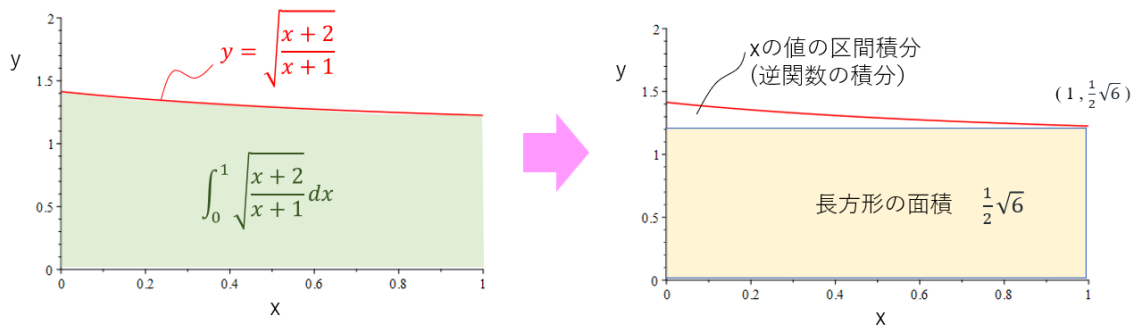 2
y
1.5
1
0.5
0
y = √((x + 2)/(x + 1))
∫₀¹ √((x + 2)/(x + 1)) dx
0 0.2 0.4 0.6 0.8 1
x
2
y
1.5
1
0.5
0
xの値の区間積分
(逆関数の積分)
( 1 , ½√6 )
長方形の面積 ½√6
0 0.2 0.4 0.6 0.8 1
x